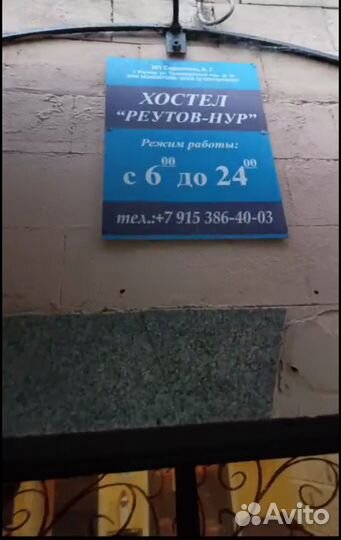 ХОСТЕЛ
"РЕУТОВ-НУР"
Режим работы:
с 6⁰⁰ до 24⁰⁰
тел.:+7 915 386-40-03
Avito